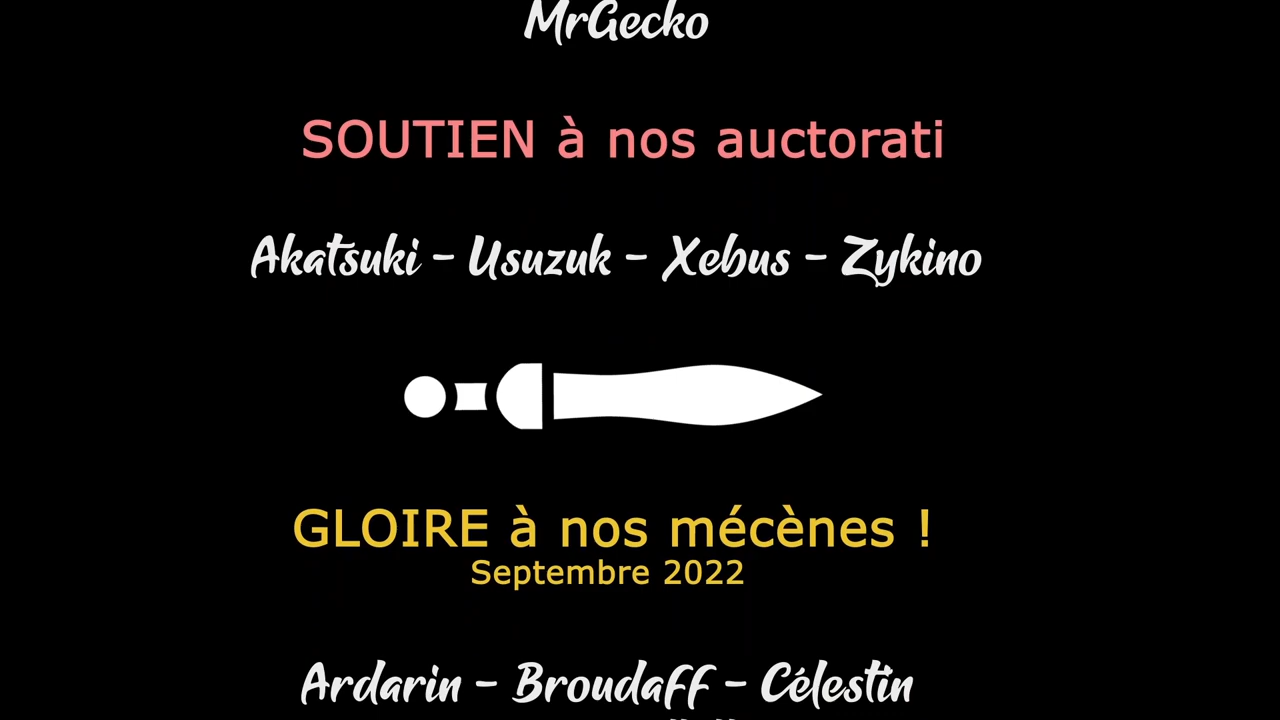 MrGecko
SOUTIEN à nos auctorati
Akatsuki - Usuzuk - Xebus - Zykino
GLOIRE à nos mécènes !
Septembre 2022
Ardarin - Broudaff - Célestin